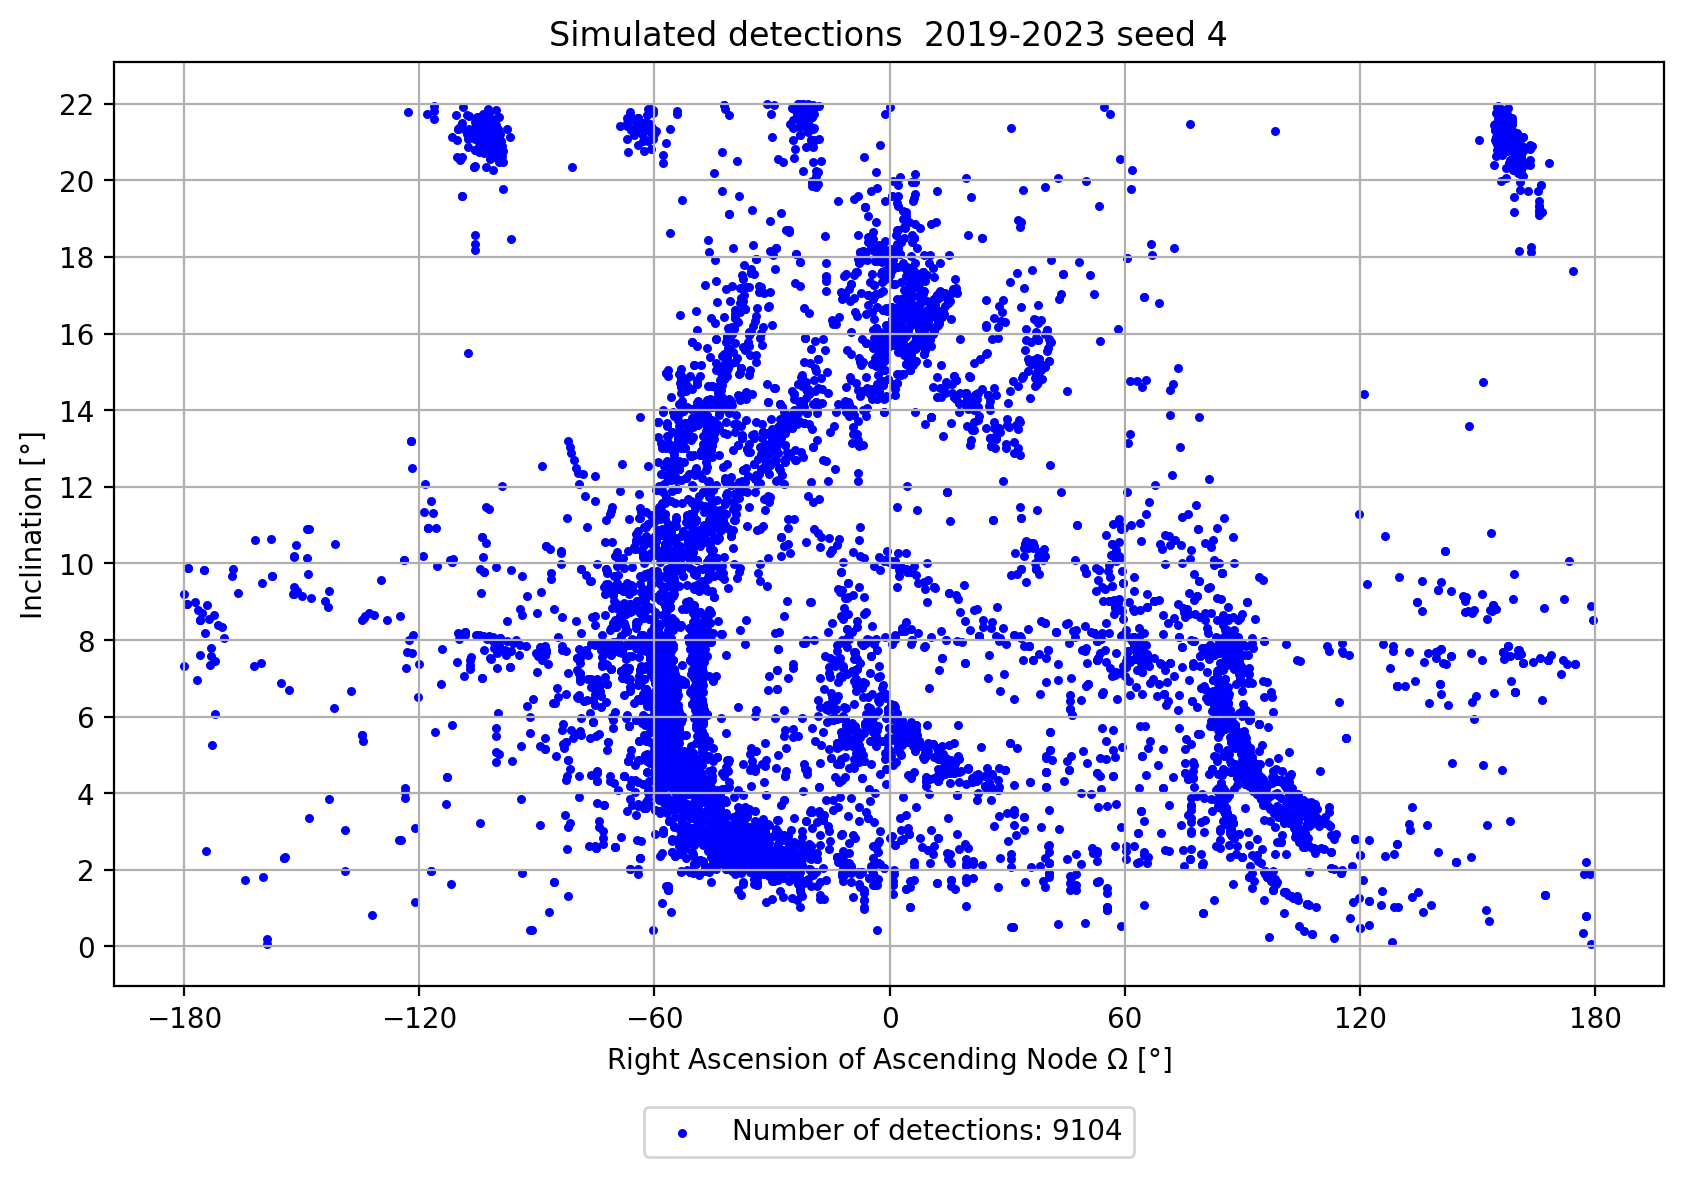 Simulated detections  2019-2023 seed 4
22
20
18
16
14
12
10
8
6
4
2
0
Inclination [°]
−180 −120 −60 0 60 120 180
Right Ascension of Ascending Node Ω [°]
Number of detections: 9104